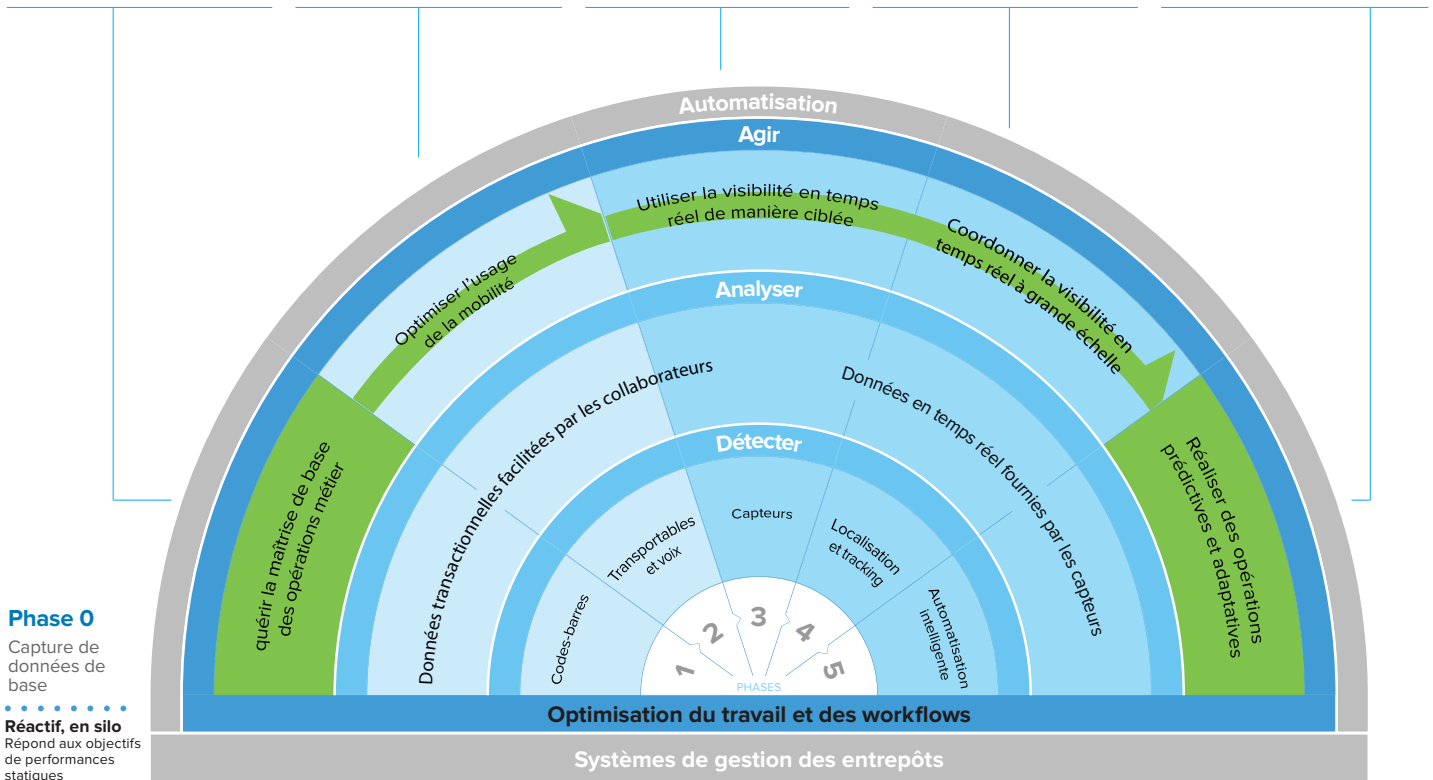 Automatisation
Agir
Utiliser la visibilité en temps
réel de manière ciblée
Coordonner la visibilité en
temps réel à grande échelle
Optimiser l'usage
de la mobilité
Analyser
Données transactionnelles facilitées par les collaborateurs
Données en temps réel fournies par les capteurs
Détecter
quérir la maîtrise de base
des opérations métier
Réaliser des opérations
prédictives et adaptatives
Codes-barres
Transportables
et voix
Capteurs
Localisation
et tracking
Automatisation
intelligente
1
2
3
4
5
PHASES
Phase 0
Capture de
données de
base
Réactif, en silo
Répond aux objectifs
de performances
statiques
Optimisation du travail et des workflows
Systèmes de gestion des entrepôts